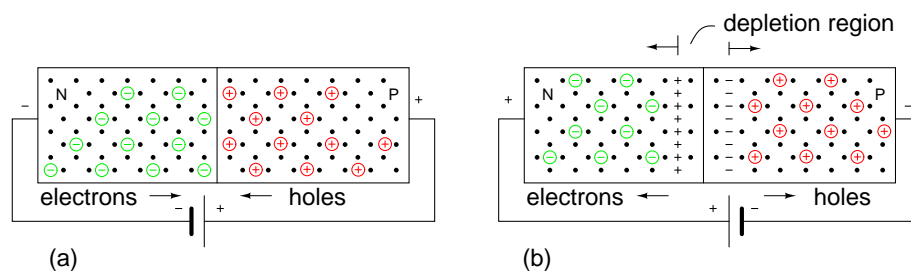 depletion region
N P
− +
electrons holes
− +
(a)
N P
+ −
electrons holes
+ −
(b)